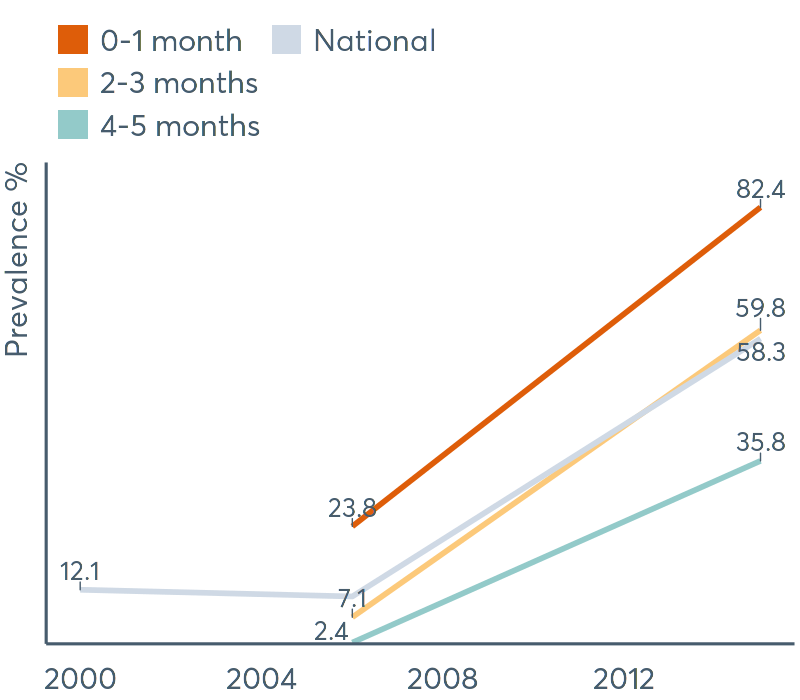 0-1 month National
2-3 months
4-5 months
Prevalence %
82.4
59.8
58.3
35.8
23.8
12.1
7.1
2.4
2000 2004 2008 2012